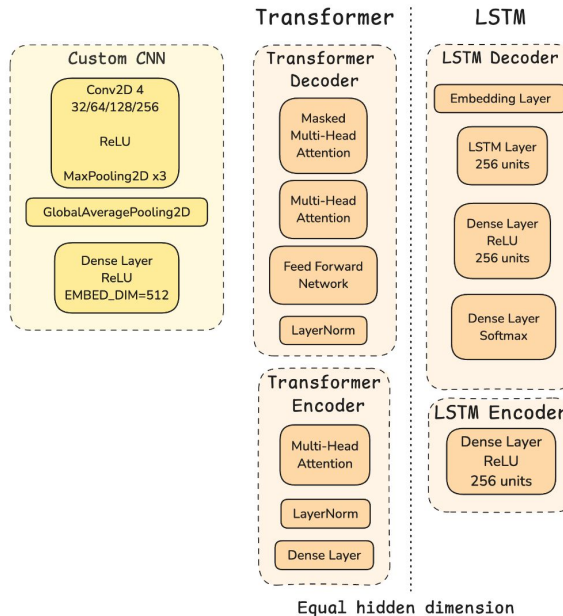 Transformer
LSTM
Custom CNN
Conv2D 4
32/64/128/256
ReLU
MaxPooling2D x3
GlobalAveragePooling2D
Dense Layer
ReLU
EMBED_DIM=512
Transformer
Decoder
Masked
Multi-Head
Attention
Multi-Head
Attention
Feed Forward
Network
LayerNorm
Transformer
Encoder
Multi-Head
Attention
LayerNorm
Dense Layer
LSTM Decoder
Embedding Layer
LSTM Layer
256 units
Dense Layer
ReLU
256 units
Dense Layer
Softmax
LSTM Encoder
Dense Layer
ReLU
256 units
Equal hidden dimension